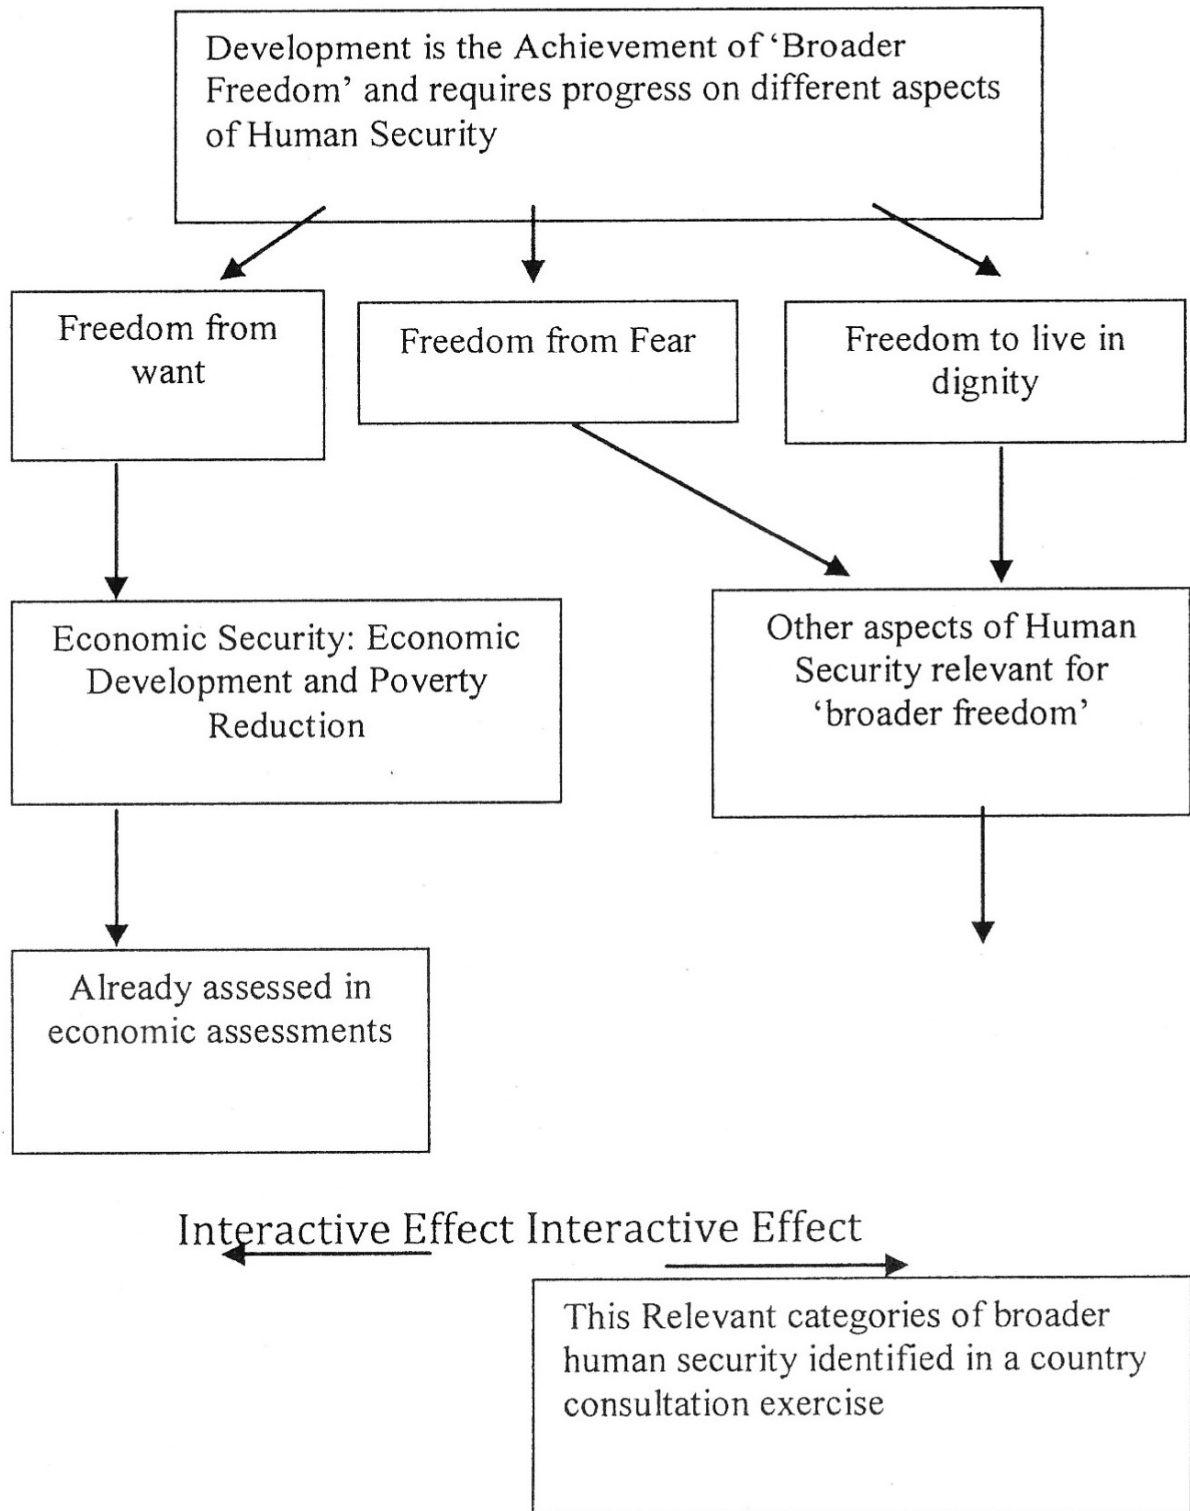 Development is the Achievement of ‘Broader
Freedom’ and requires progress on different aspects
of Human Security
Freedom from
want
Freedom from Fear
Freedom to live in
dignity
Economic Security: Economic
Development and Poverty
Reduction
Other aspects of Human
Security relevant for
‘broader freedom’
Already assessed in
economic assessments
Interactive Effect Interactive Effect
This Relevant categories of broader
human security identified in a country
consultation exercise